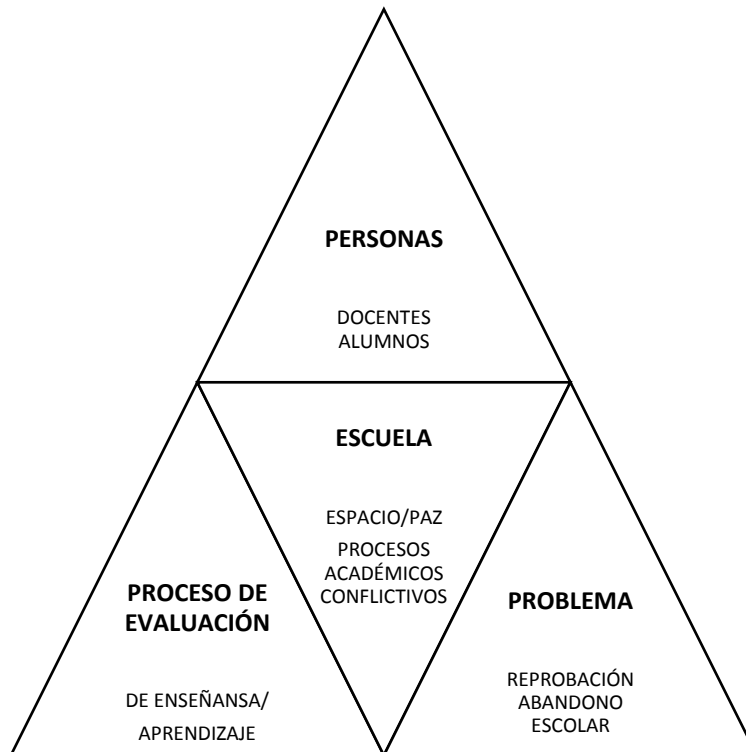 PERSONAS
DOCENTES
ALUMNOS
ESCUELA
ESPACIO/PAZ
PROCESOS
ACADÉMICOS
CONFLICTIVOS
PROCESO DE
EVALUACIÓN
DE ENSEÑANSA/
APRENDIZAJE
PROBLEMA
REPROBACIÓN
ABANDONO
ESCOLAR